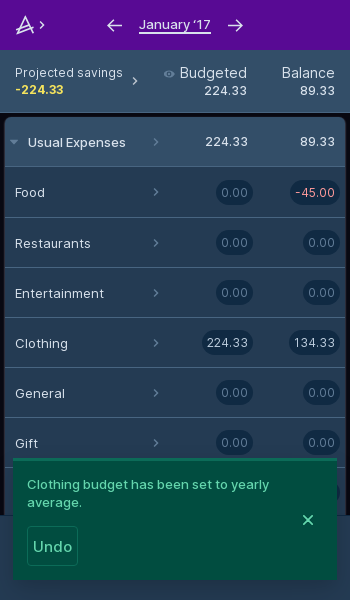 January ‘17
Projected savings
-224.33
Budgeted
224.33
Balance
89.33
Usual Expenses 224.33 89.33
Food 0.00 -45.00
Restaurants 0.00 0.00
Entertainment 0.00 0.00
Clothing 224.33 134.33
General 0.00 0.00
Gift 0.00 0.00
Clothing budget has been set to yearly
average.
Undo